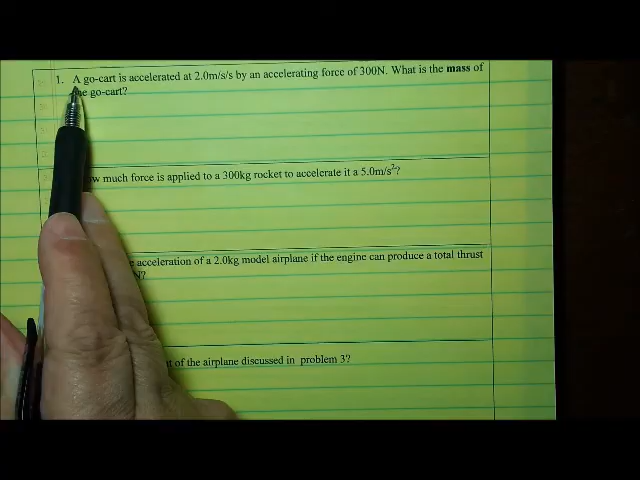 1. A go-cart is accelerated at 2.0m/s/s by an accelerating force of 300N. What is the mass of
he go-cart?
ow much force is applied to a 300kg rocket to accelerate it a 5.0m/s²?
e acceleration of a 2.0kg model airplane if the engine can produce a total thrust
N?
t of the airplane discussed in problem 3?